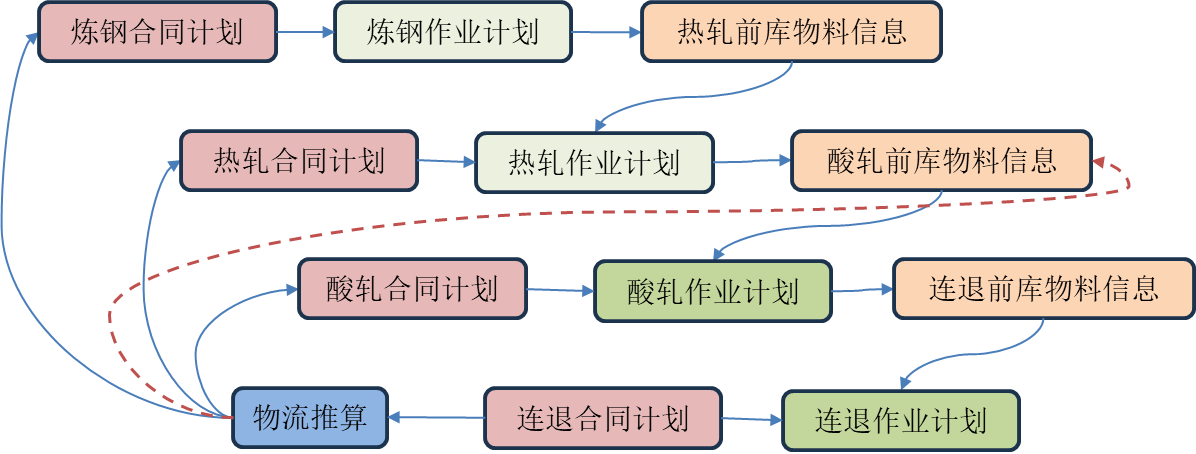 炼钢合同计划
炼钢作业计划
热轧前库物料信息
热轧合同计划
热轧作业计划
酸轧前库物料信息
酸轧合同计划
酸轧作业计划
连退前库物料信息
物流推算
连退合同计划
连退作业计划